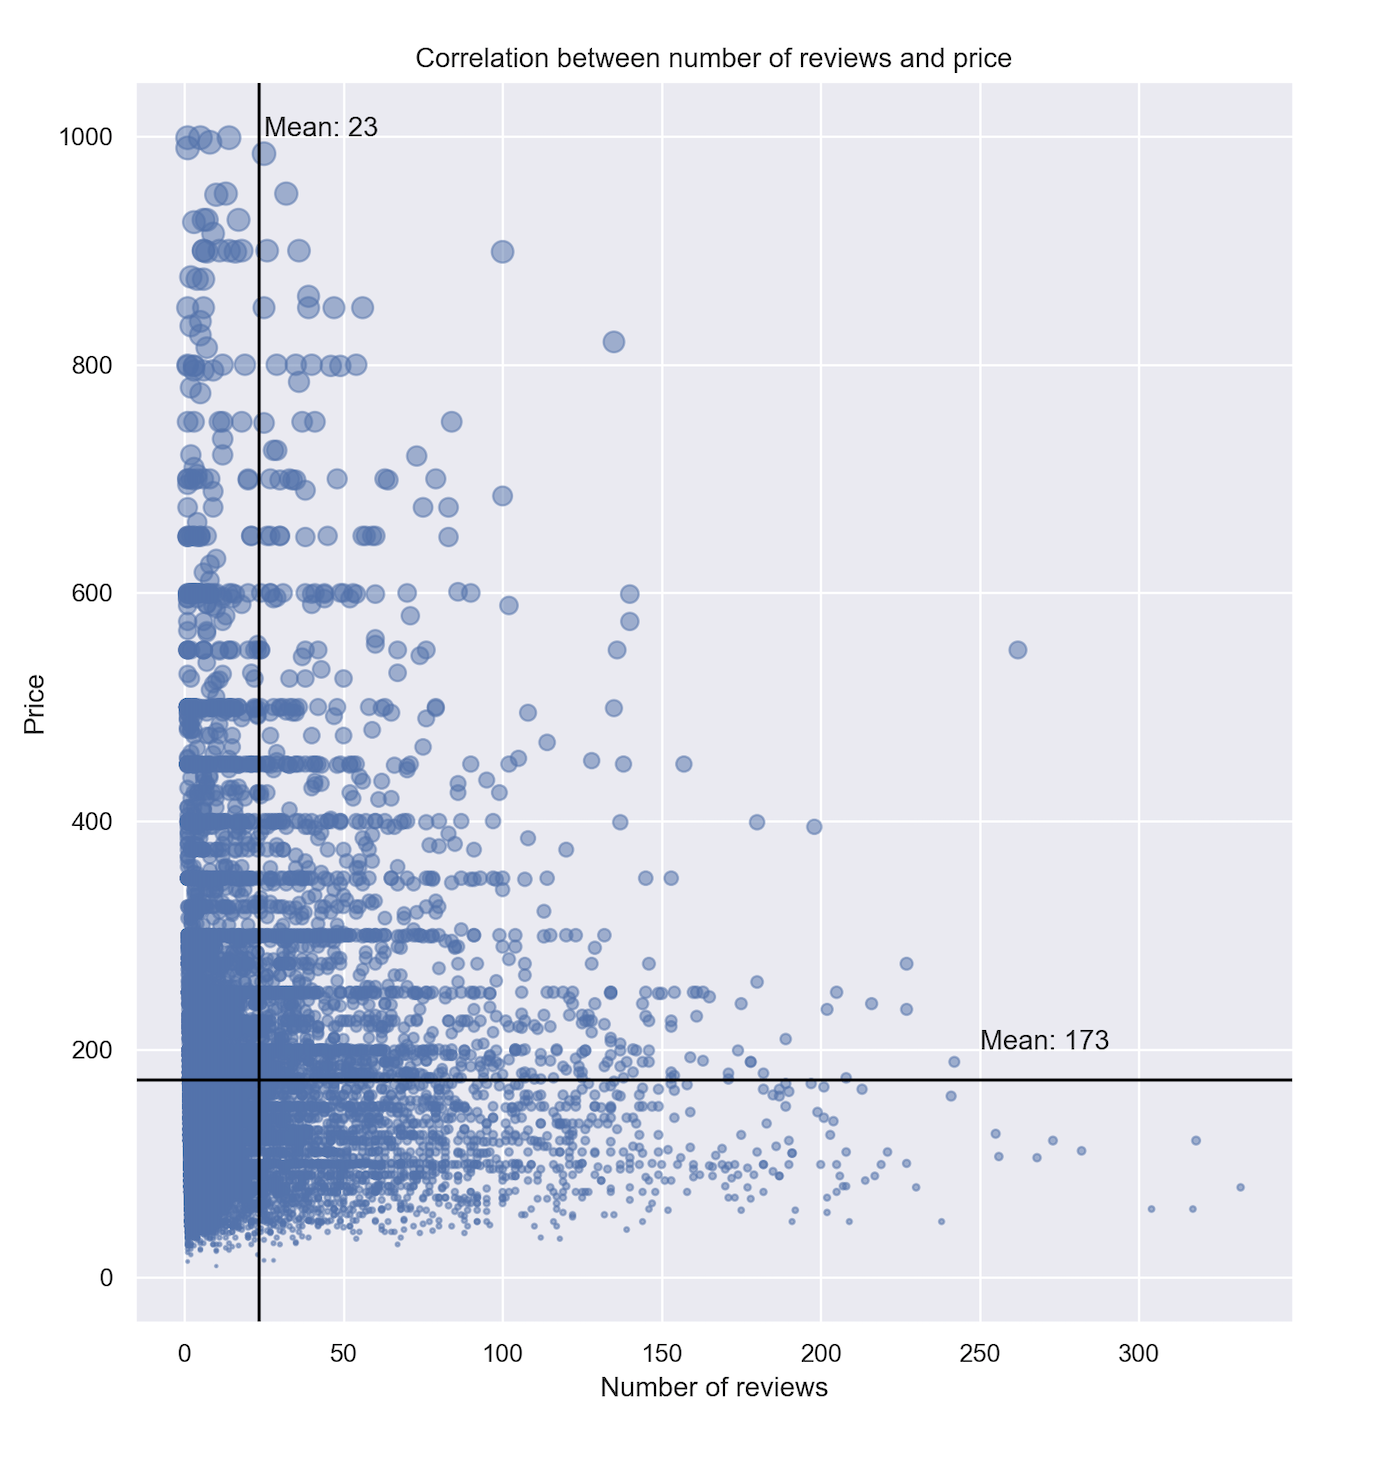 Correlation between number of reviews and price
Mean: 23
1000
800
600
400
200
0
Price
Mean: 173
0 50 100 150 200 250 300
Number of reviews